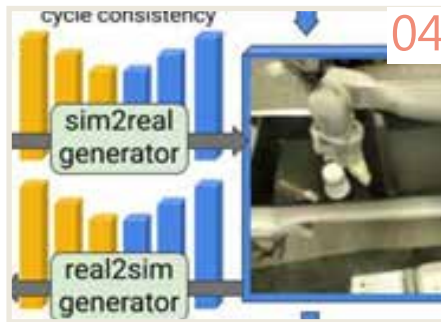 cycle consistency
04
sim2real
generator
real2sim
generator